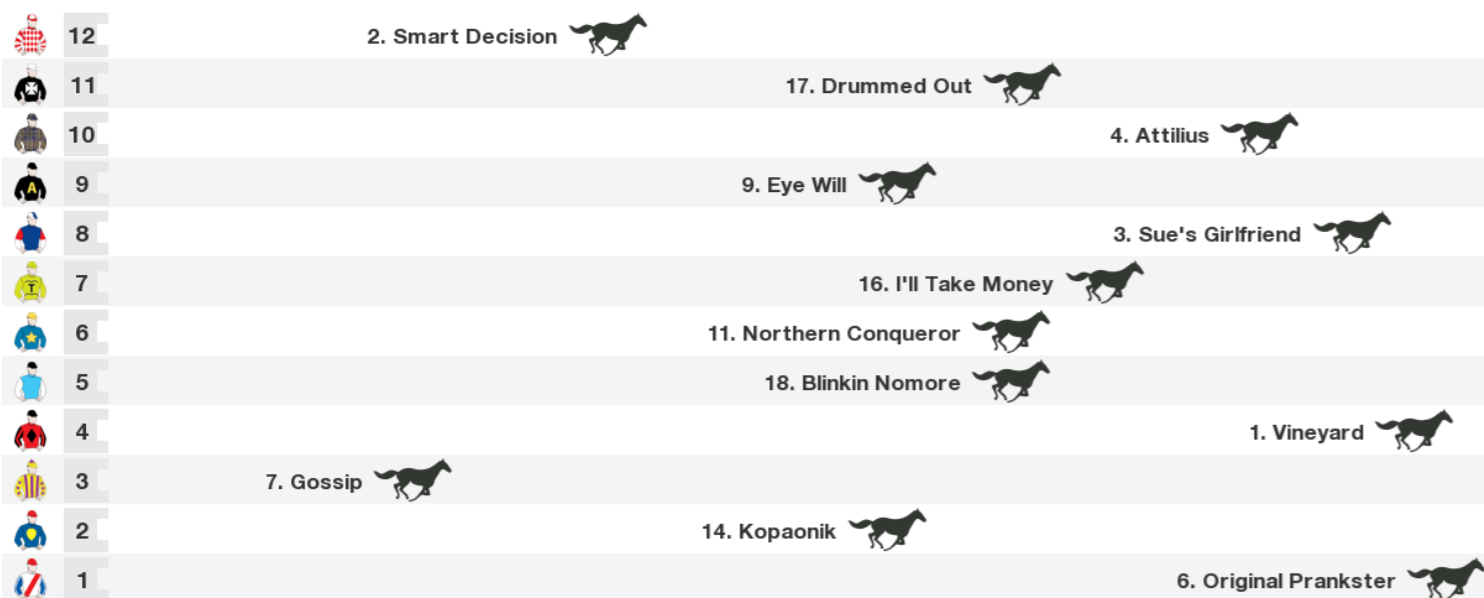 12 2. Smart Decision
11 17. Drummed Out
10 4. Attilius
A 9 9. Eye Will
8 3. Sue's Girlfriend
T 7 16. I'll Take Money
6 11. Northern Conqueror
5 18. Blinkin Nomore
4 1. Vineyard
3 7. Gossip
2 14. Kopaonik
1 6. Original Prankster